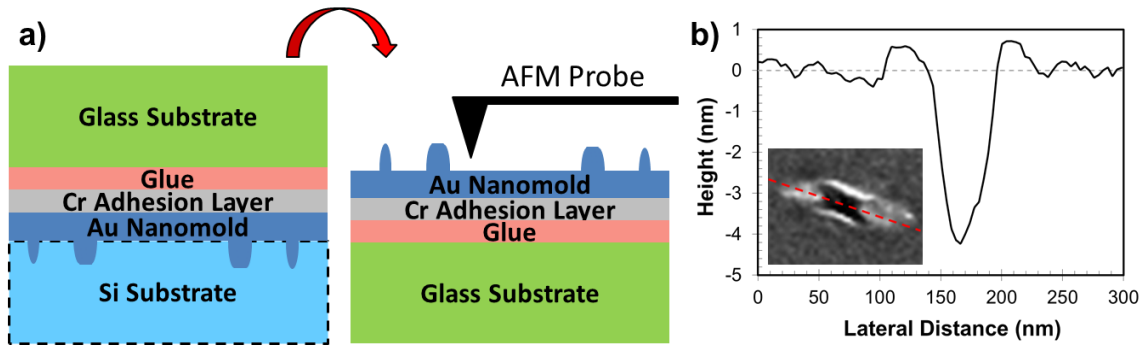 a)
Glass Substrate
Glue
Cr Adhesion Layer
Au Nanomold
Si Substrate
AFM Probe
Au Nanomold
Cr Adhesion Layer
Glue
Glass Substrate
b)
Height (nm)
1
0
-1
-2
-3
-4
-5
0 50 100 150 200 250 300
Lateral Distance (nm)